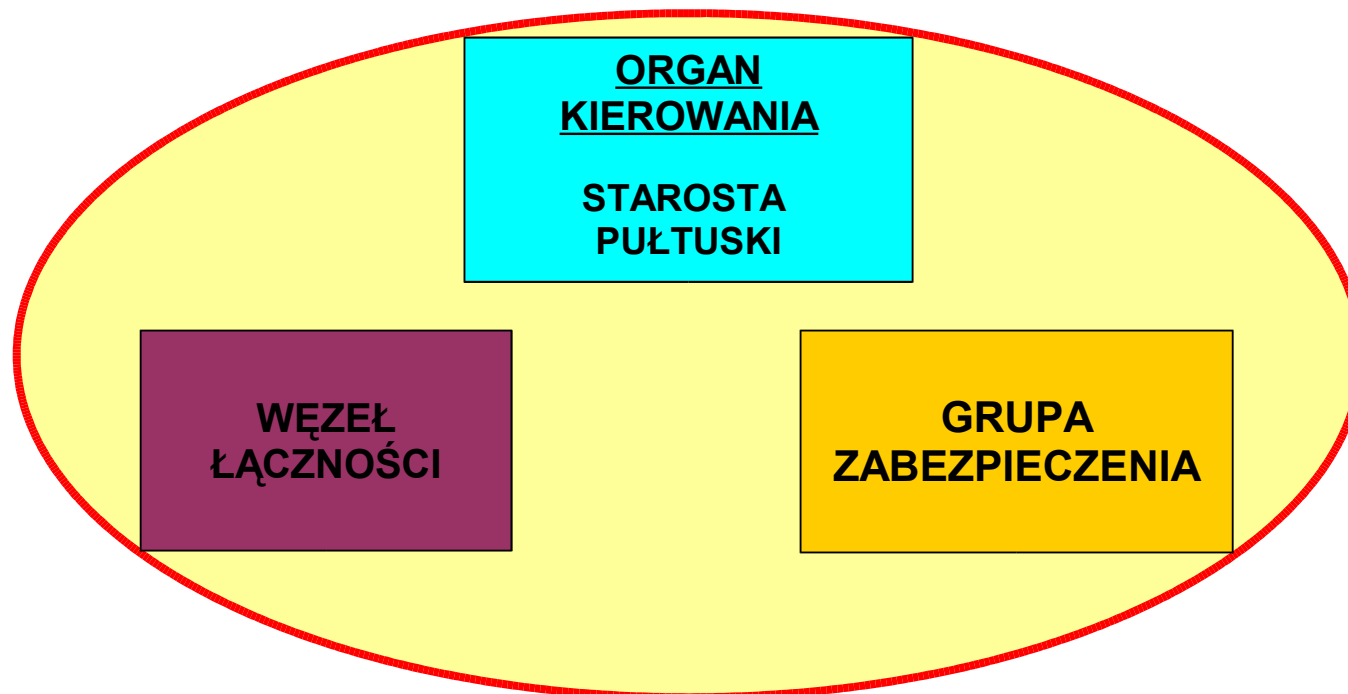 ORGAN
KIEROWANIA
STAROSTA
PUŁTUSKI
WĘZEŁ
ŁĄCZNOŚCI
GRUPA
ZABEZPIECZENIA